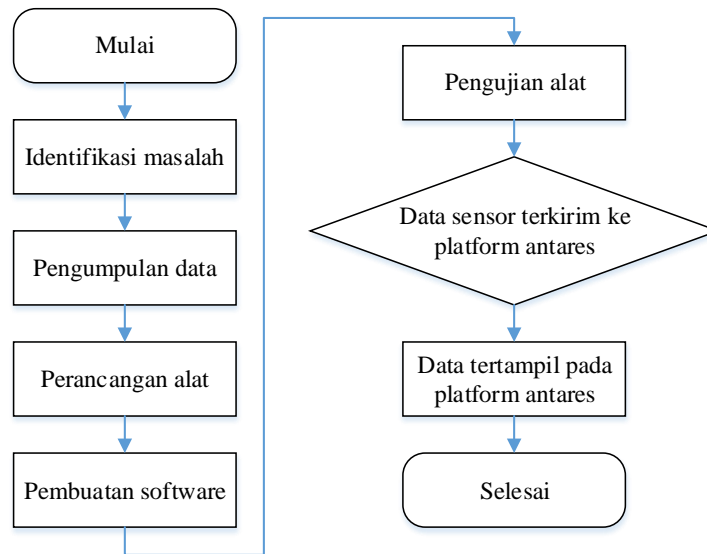 Mulai
Identifikasi masalah
Pengumpulan data
Perancangan alat
Pembuatan software
Pengujian alat
Data sensor terkirim ke
platform antares
Data tertampil pada
platform antares
Selesai